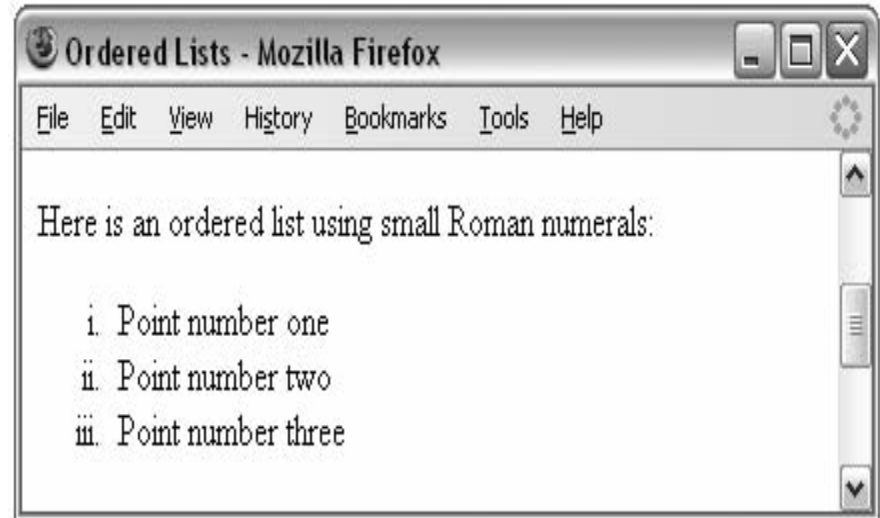 Ordered Lists - Mozilla Firefox
File Edit View History Bookmarks Tools Help
Here is an ordered list using small Roman numerals:
i. Point number one
ii. Point number two
iii. Point number three